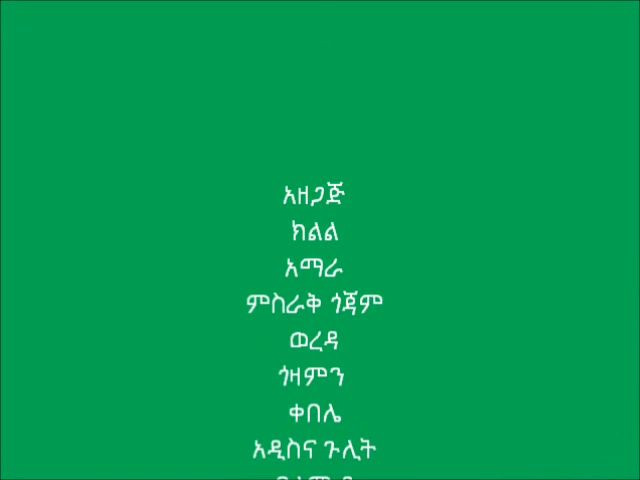 አዘጋጅ
ክልል
አማራ
ምስራቅ ጎጃም
ወረዳ
ጎዛምን
ቀበሌ
አዲስና ጉሊት